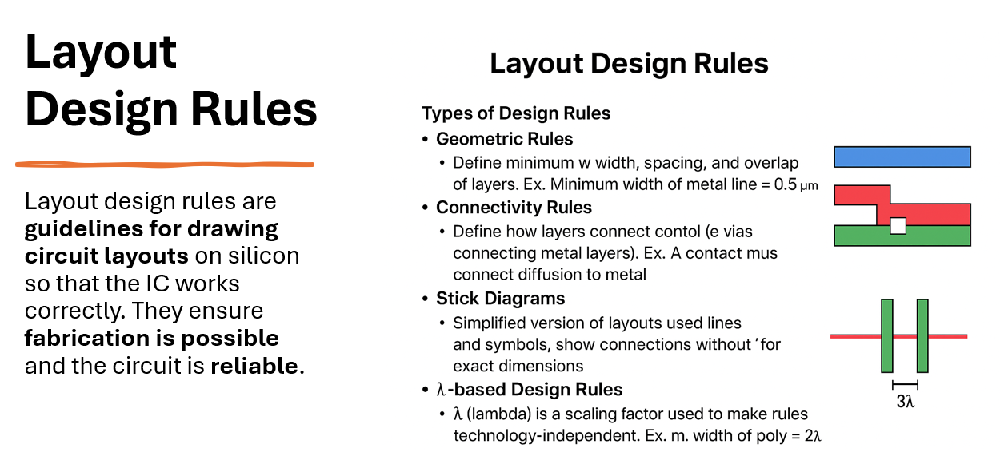 Layout
Design Rules
Layout design rules are
guidelines for drawing
circuit layouts on silicon
so that the IC works
correctly. They ensure
fabrication is possible
and the circuit is reliable.
Layout Design Rules
Types of Design Rules
• Geometric Rules
• Define minimum w width, spacing, and overlap
of layers. Ex. Minimum width of metal line = 0.5 µm
• Connectivity Rules
• Define how layers connect contol (e vias
connecting metal layers). Ex. A contact mus
connect diffusion to metal
• Stick Diagrams
• Simplified version of layouts used lines
and symbols, show connections without ′for
exact dimensions
• λ-based Design Rules
• λ (lambda) is a scaling factor used to make rules
technology-independent. Ex. m. width of poly = 2λ
3λ